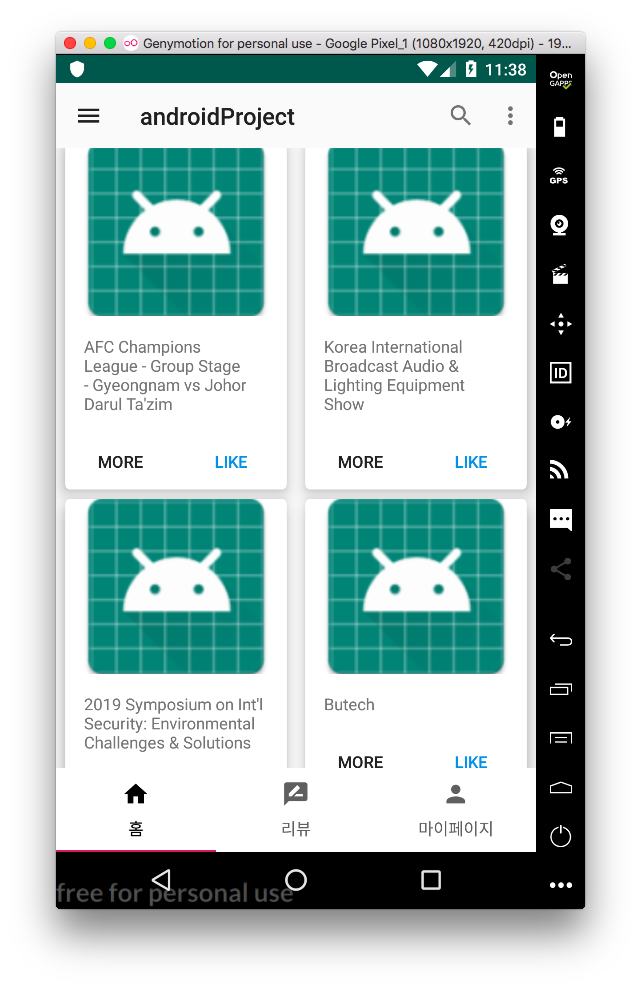 Genymotion for personal use - Google Pixel_1 (1080x1920, 420dpi) - 19...
11:38
Open
GAPPS
androidProject
GPS
AFC Champions
League - Group Stage
- Gyeongnam vs Johor
Darul Ta'zim
Korea International
Broadcast Audio &
Lighting Equipment
Show
ID
MORE LIKE
MORE LIKE
2019 Symposium on Int'l
Security: Environmental
Challenges & Solutions
Butech
MORE LIKE
홈
리뷰
마이페이지
free for personal use